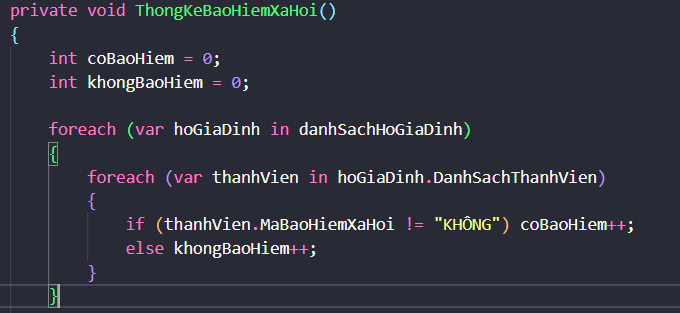 private void ThongKeBaoHiemXaHoi()
{
    int coBaoHiem = 0;
    int khongBaoHiem = 0;

    foreach (var hoGiaDinh in danhSachHoGiaDinh)
    {
        foreach (var thanhVien in hoGiaDinh.DanhSachThanhVien)
        {
            if (thanhVien.MaBaoHiemXaHoi != "KHÔNG") coBaoHiem++;
            else khongBaoHiem++;
        }
    }